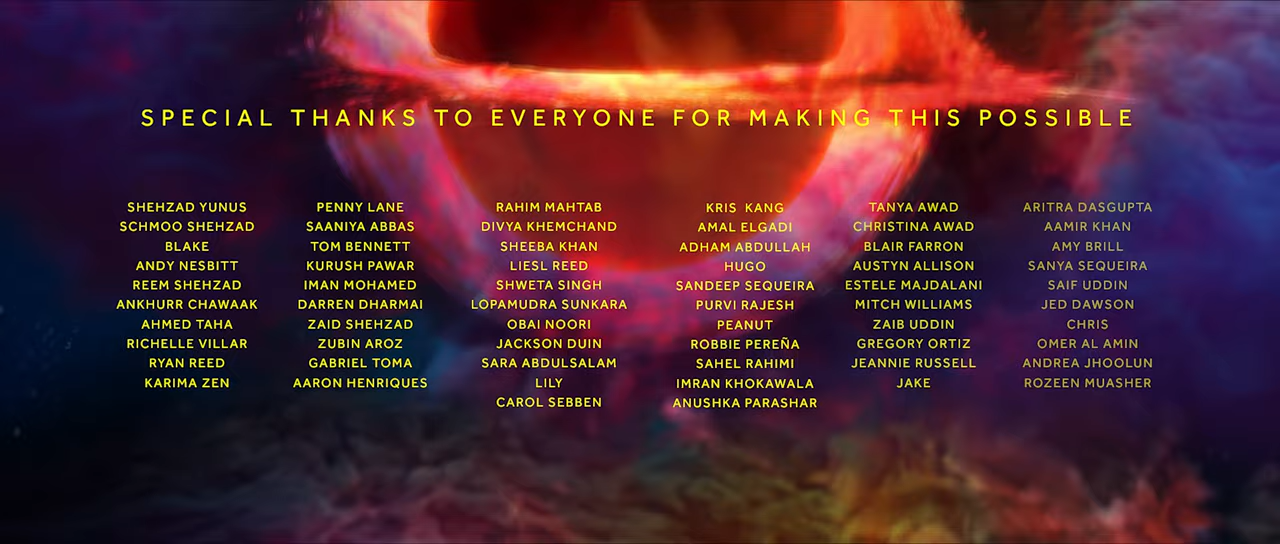 SPECIAL THANKS TO EVERYONE FOR MAKING THIS POSSIBLE
SHEHZAD YUNUS
SCHMOO SHEHZAD
BLAKE
ANDY NESBITT
REEM SHEHZAD
ANKHURR CHAWAAK
AHMED TAHA
RICHELLE VILLAR
RYAN REED
KARIMA ZEN
PENNY LANE
SAANIYA ABBAS
TOM BENNETT
KURUSH PAWAR
IMAN MOHAMED
DARREN DHARMAI
ZAID SHEHZAD
ZUBIN AROZ
GABRIEL TOMA
AARON HENRIQUES
RAHIM MAHTAB
DIVYA KHEMCHAND
SHEEBA KHAN
LIESL REED
SHWETA SINGH
LOPAMUDRA SUNKARA
OBAI NOORI
JACKSON DUIN
SARA ABDULSALAM
LILY
CAROL SEBBEN
KRIS KANG
AMAL ELGADI
ADHAM ABDULLAH
HUGO
SANDEEP SEQUEIRA
PURVI RAJESH
PEANUT
ROBBIE PEREÑA
SAHEL RAHIMI
IMRAN KHOKAWALA
ANUSHKA PARASHAR
TANYA AWAD
CHRISTINA AWAD
BLAIR FARRON
AUSTYN ALLISON
ESTELE MAJDALANI
MITCH WILLIAMS
ZAIB UDDIN
GREGORY ORTIZ
JEANNIE RUSSELL
JAKE
ARITRA DASGUPTA
AAMIR KHAN
AMY BRILL
SANYA SEQUEIRA
SAIF UDDIN
JED DAWSON
CHRIS
OMER AL AMIN
ANDREA JHOOLUN
ROZEEN MUASHER